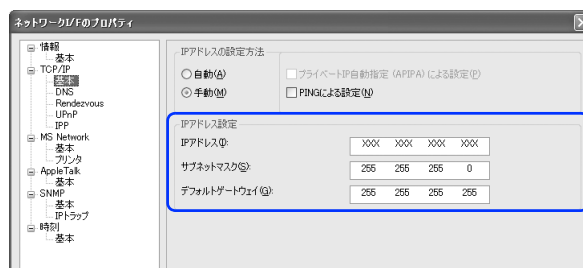 ネットワークI/Fのプロパティ
情報
基本
TCP/IP
基本
DNS
Rendezvous
UPnP
IPP
MS Network
基本
プリンタ
AppleTalk
基本
SNMP
基本
IPトラップ
時刻
基本
IPアドレスの設定方法
自動(A)
プライベートIP自動指定 (APIPA) による設定(P)
手動(M)
PINGによる設定(N)
IPアドレス設定
IPアドレス(I):
XXX XXX XXX XXX
サブネットマスク(S):
255 255 255 0
デフォルトゲートウェイ(G):
255 255 255 255